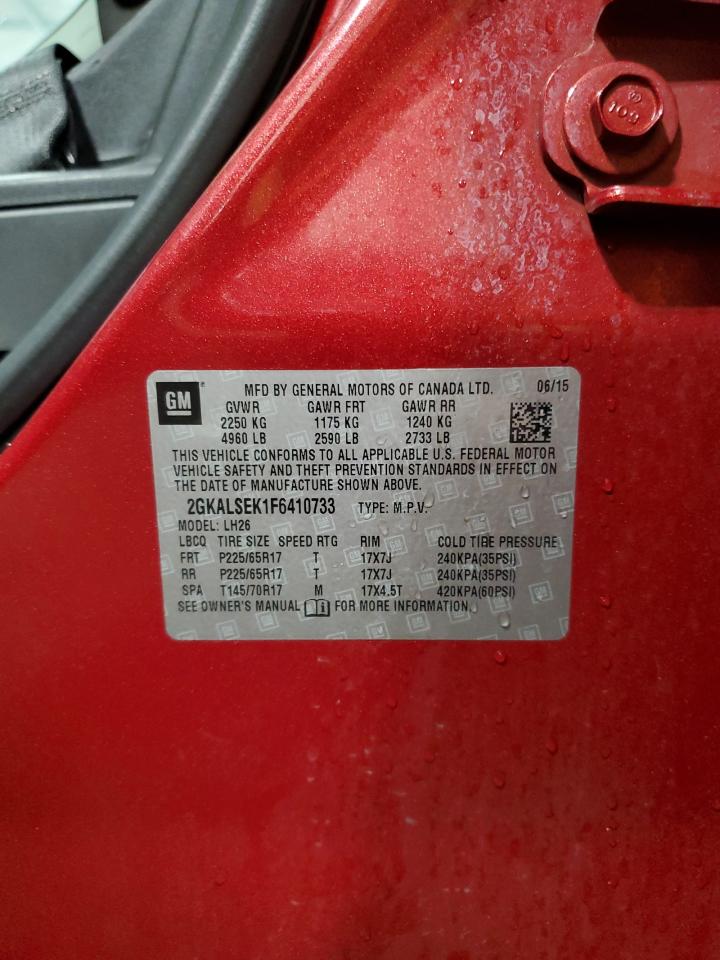 109
GM
MFD BY GENERAL MOTORS OF CANADA LTD. 06/15
GVWR GAWR FRT GAWR RR
2250 KG 1175 KG 1240 KG
4960 LB 2590 LB 2733 LB
THIS VEHICLE CONFORMS TO ALL APPLICABLE U.S. FEDERAL MOTOR
VEHICLE SAFETY AND THEFT PREVENTION STANDARDS IN EFFECT ON
THE DATE OF MANUFACTURE SHOWN ABOVE.
2GKALSEK1F6410733 TYPE: M.P.V.
MODEL: LH26
LBCQ TIRE SIZE SPEED RTG RIM COLD TIRE PRESSURE
FRT P225/65R17 T 17X7J 240KPA(35PSI)
RR P225/65R17 T 17X7J 240KPA(35PSI)
SPA T145/70R17 M 17X4.5T 420KPA(60PSI)
SEE OWNER'S MANUAL FOR MORE INFORMATION.